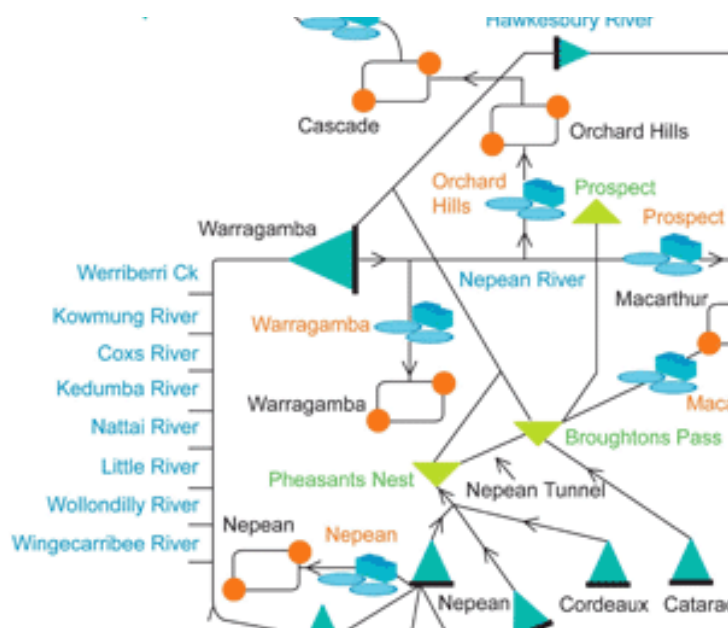 Hawkesbury River
Cascade
Orchard Hills
Orchard
Hills
Prospect
Warragamba
Prospect
Werriberri Ck
Nepean River
Macarthur
Kowmung River
Warragamba
Coxs River
Kedumba River
Warragamba
Maca
Nattai River
Broughtons Pass
Little River
Pheasants Nest
Nepean Tunnel
Wollondilly River
Nepean
Nepean
Wingecarribee River
Nepean
Cordeaux
Catarac